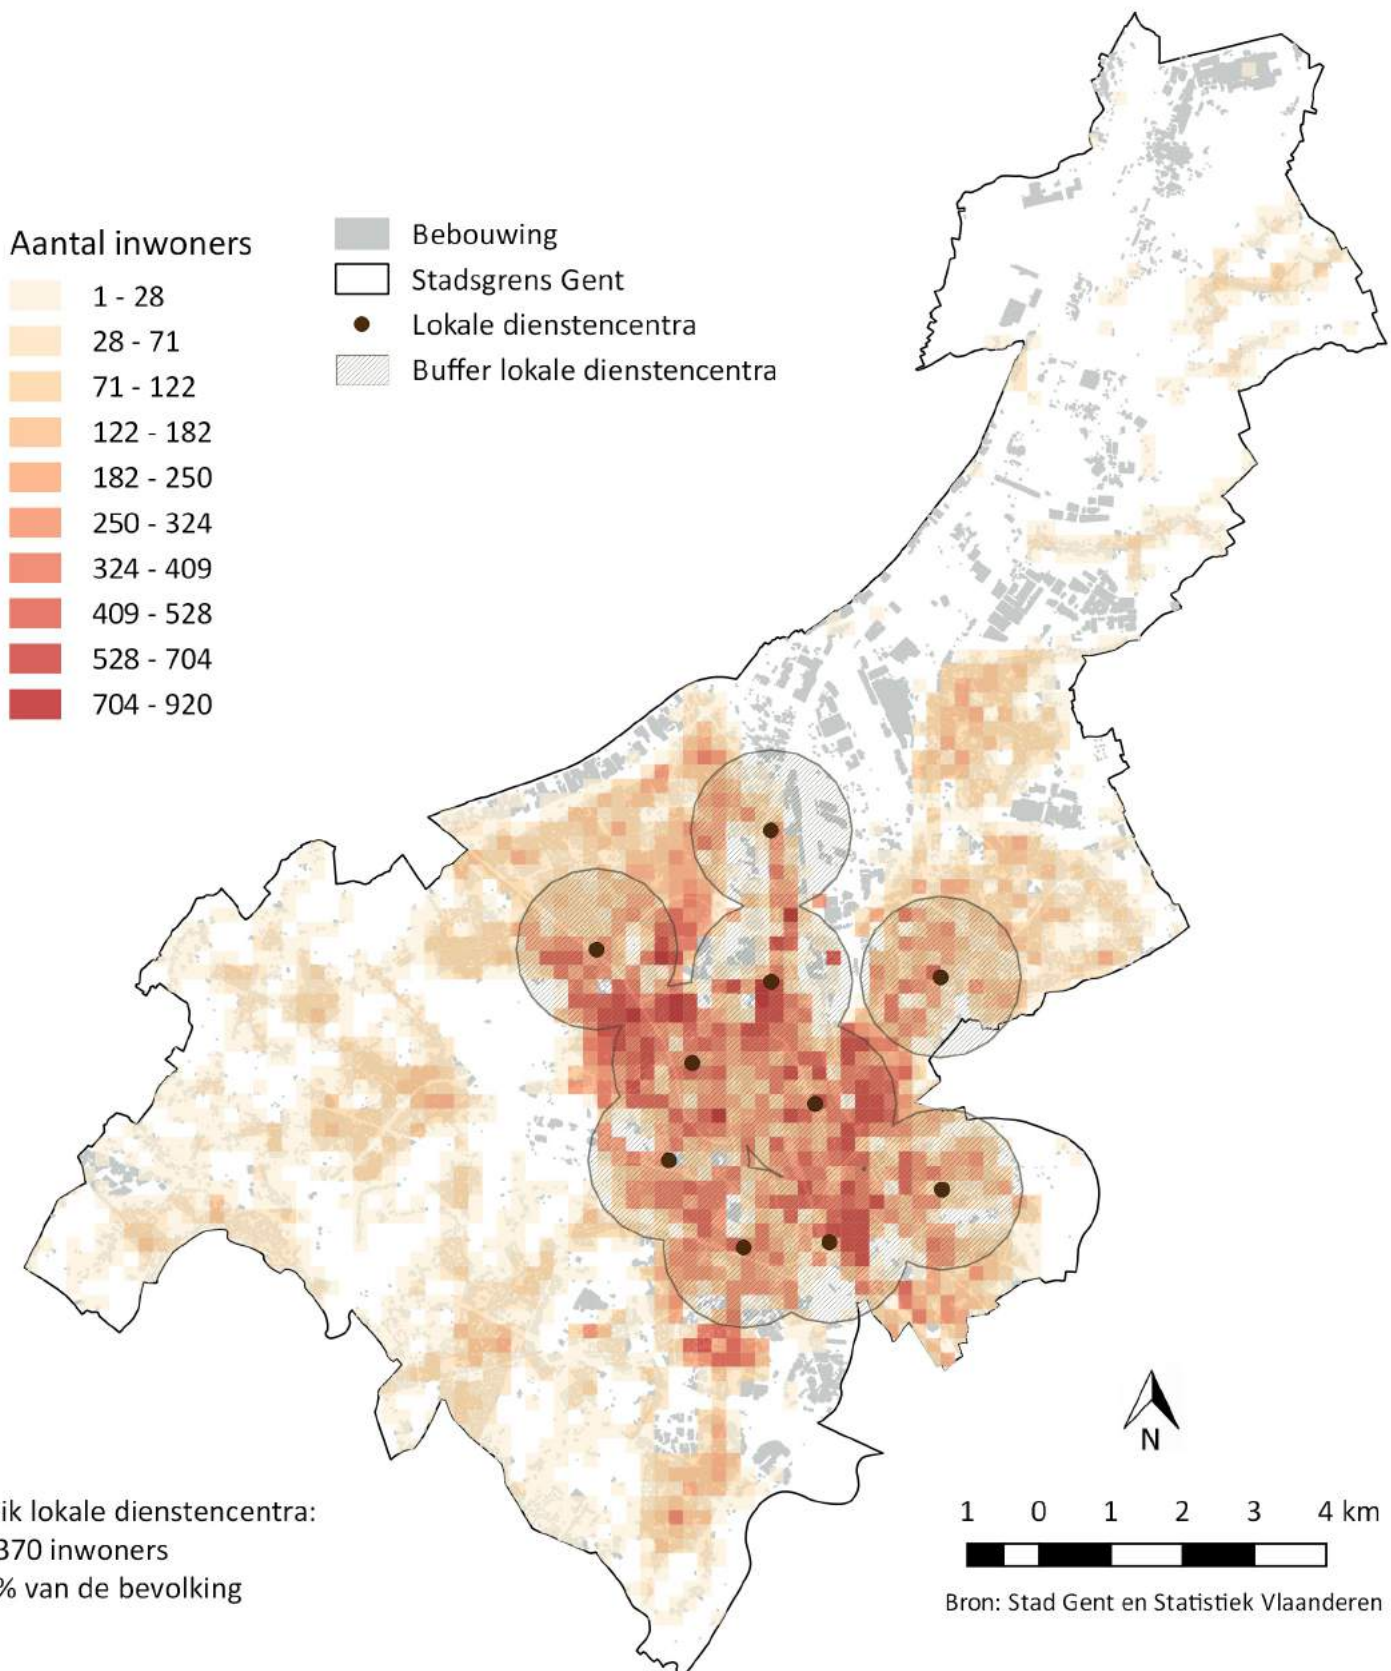 Aantal inwoners
1 - 28
28 - 71
71 - 122
122 - 182
182 - 250
250 - 324
324 - 409
409 - 528
528 - 704
704 - 920
Bebouwing
Stadsgrens Gent
Lokale dienstencentra
Buffer lokale dienstencentra
ik lokale dienstencentra:
370 inwoners
% van de bevolking
N
1 0 1 2 3 4 km
Bron: Stad Gent en Statistiek Vlaanderen